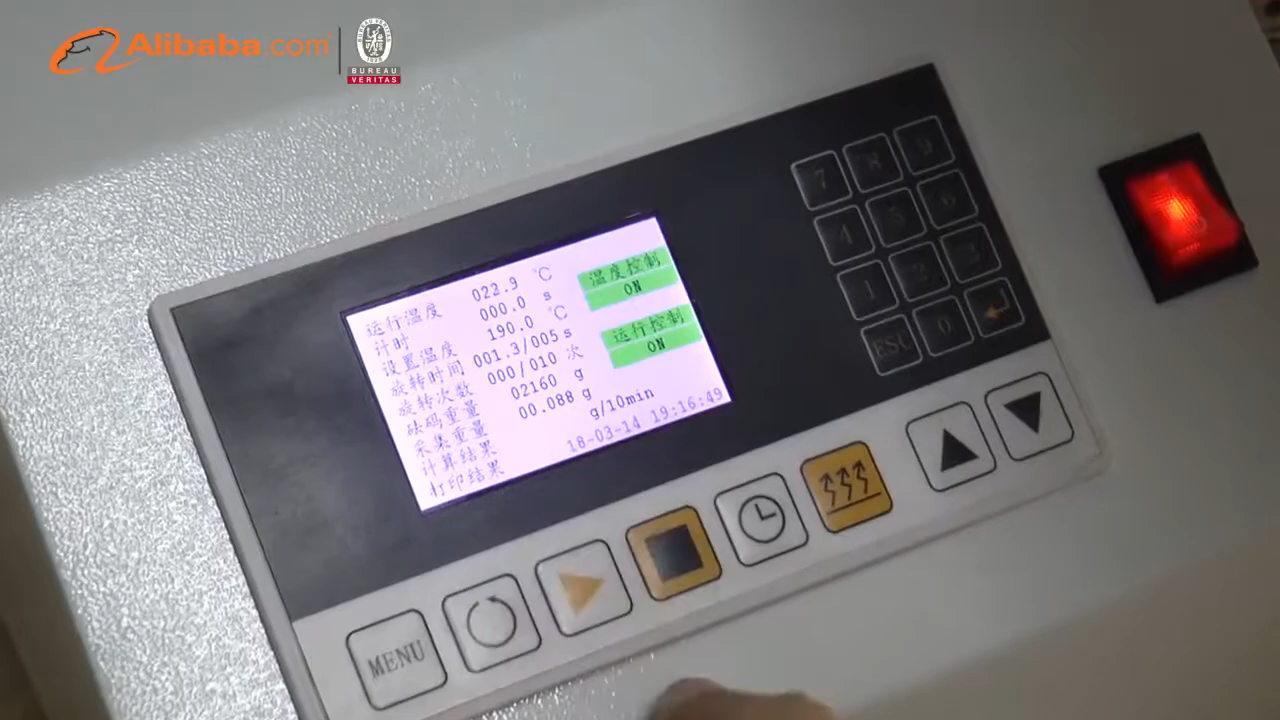 Alibaba.com
BUREAU VERITAS
1828
BUREAU
VERITAS
运行温度 023.9 ℃
计时 000.0 s
设置温度 190.0 ℃
旋转时间 001.3/005 s
旋转次数 000/010 次
砝码重量 02160 g
采集重量 00.088 g
计算结果 g/10min
打印结果 18-03-14 19:16:49
温度控制
ON
运行控制
ON
7 8 9
4 5 6
1 2 3
ESC 0
MENU